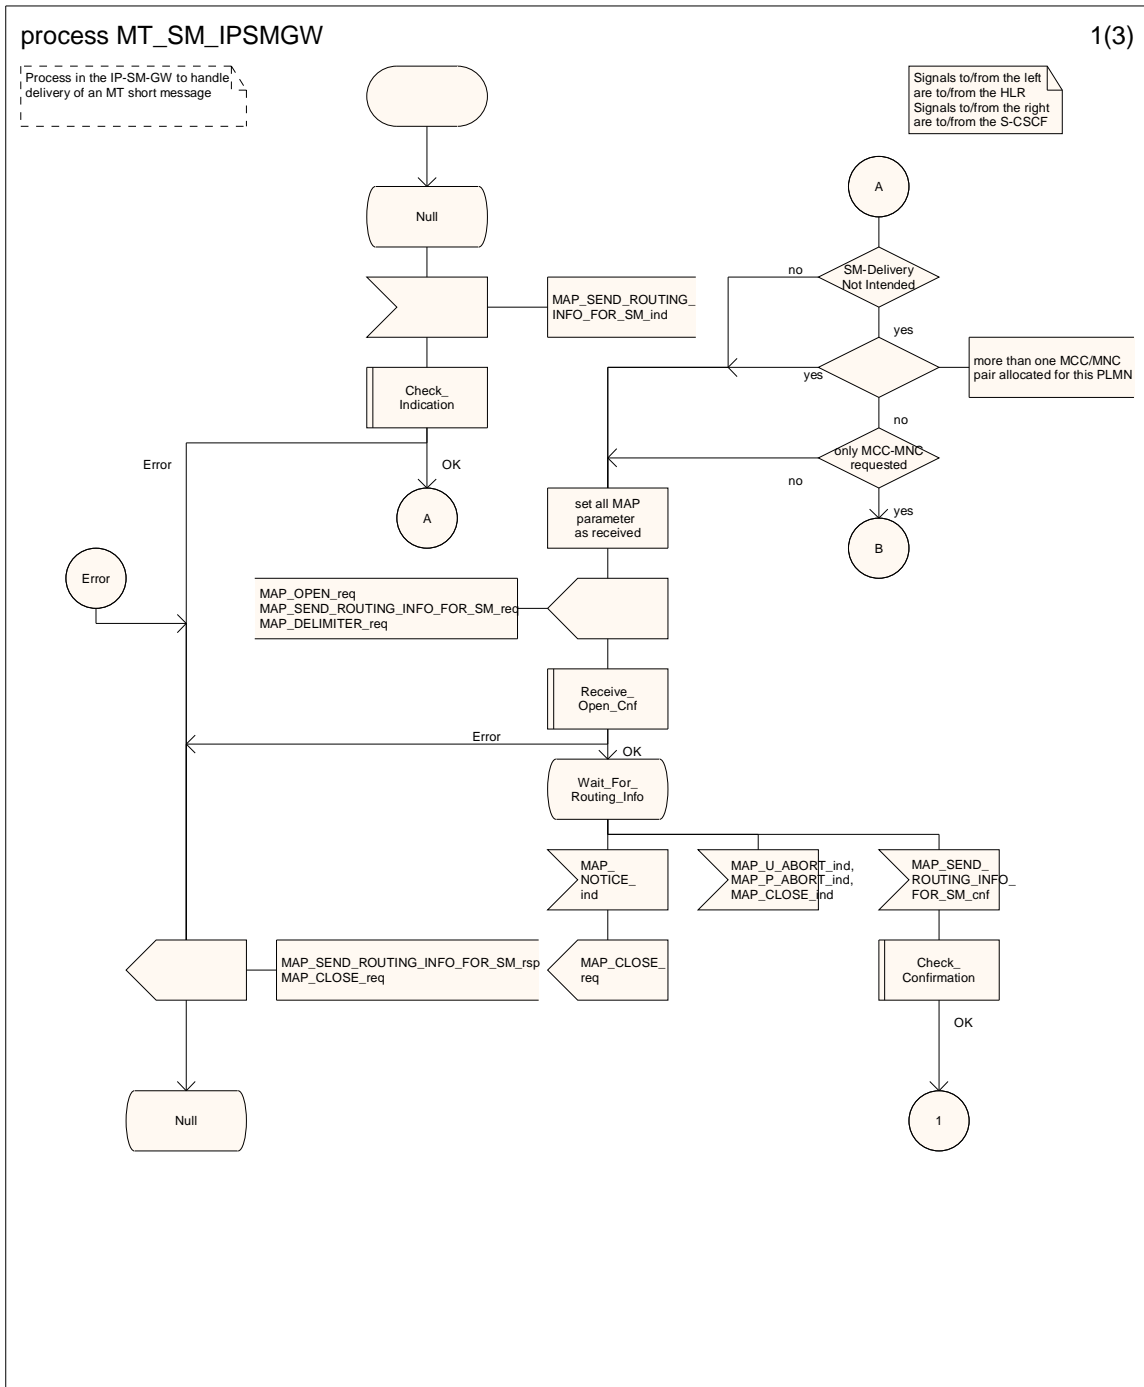 process MT_SM_IPSMGW
1(3)
Process in the IP-SM-GW to handle
delivery of an MT short message
Signals to/from the left
are to/from the HLR
Signals to/from the right
are to/from the S-CSCF
A
Null
SM-Delivery
Not Intended
no
yes
MAP_SEND_ROUTING_
INFO_FOR_SM_ind
more than one MCC/MNC
pair allocated for this PLMN
yes
no
Check_
Indication
Error
OK
only MCC-MNC
requested
no
yes
A
set all MAP
parameter
as received
B
Error
MAP_OPEN_req
MAP_SEND_ROUTING_INFO_FOR_SM_req
MAP_DELIMITER_req
Receive_
Open_Cnf
Error
OK
Wait_For_
Routing_Info
MAP_
NOTICE_
ind
MAP_U_ABORT_ind,
MAP_P_ABORT_ind,
MAP_CLOSE_ind
MAP_SEND_
ROUTING_INFO_
FOR_SM_cnf
MAP_SEND_ROUTING_INFO_FOR_SM_rsp
MAP_CLOSE_req
MAP_CLOSE_
req
Check_
Confirmation
OK
Null
1